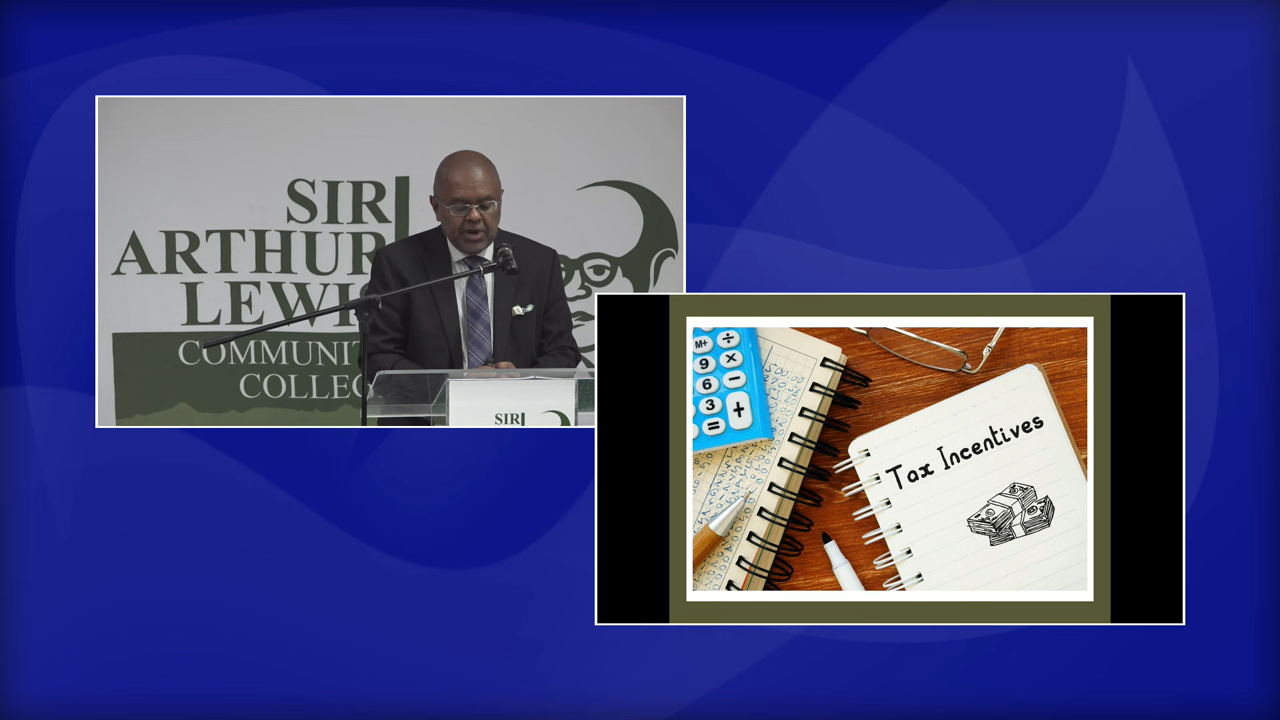 SIR
ARTHUR
LEWIS
COMMUNIT
COLLEG
SIR
M+ ÷
9 ×
6 −
3 +
=
Tax Incentives